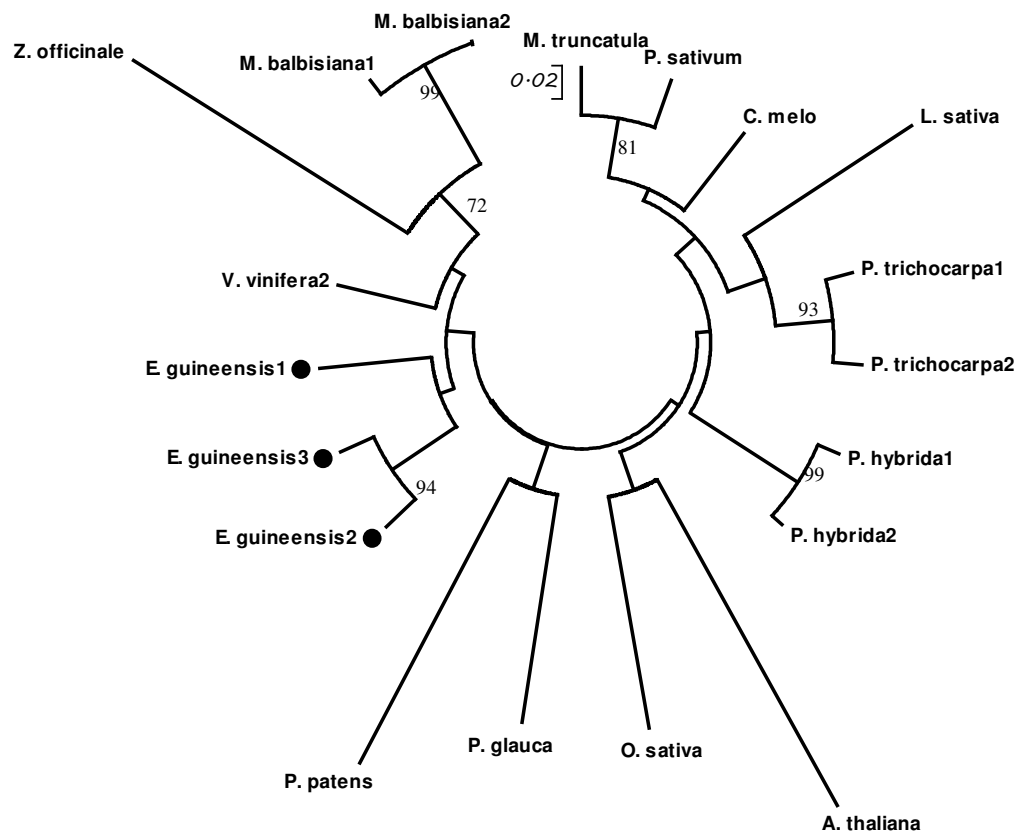 M. balbisiana2
M. truncatula
Z. officinale
P. sativum
M. balbisiana1
0.02
99
C. melo
L. sativa
81
72
P. trichocarpa1
V. vinifera2
93
E. guineensis1
P. trichocarpa2
E. guineensis3
P. hybrida1
99
94
E. guineensis2
P. hybrida2
P. glauca
O. sativa
P. patens
A. thaliana